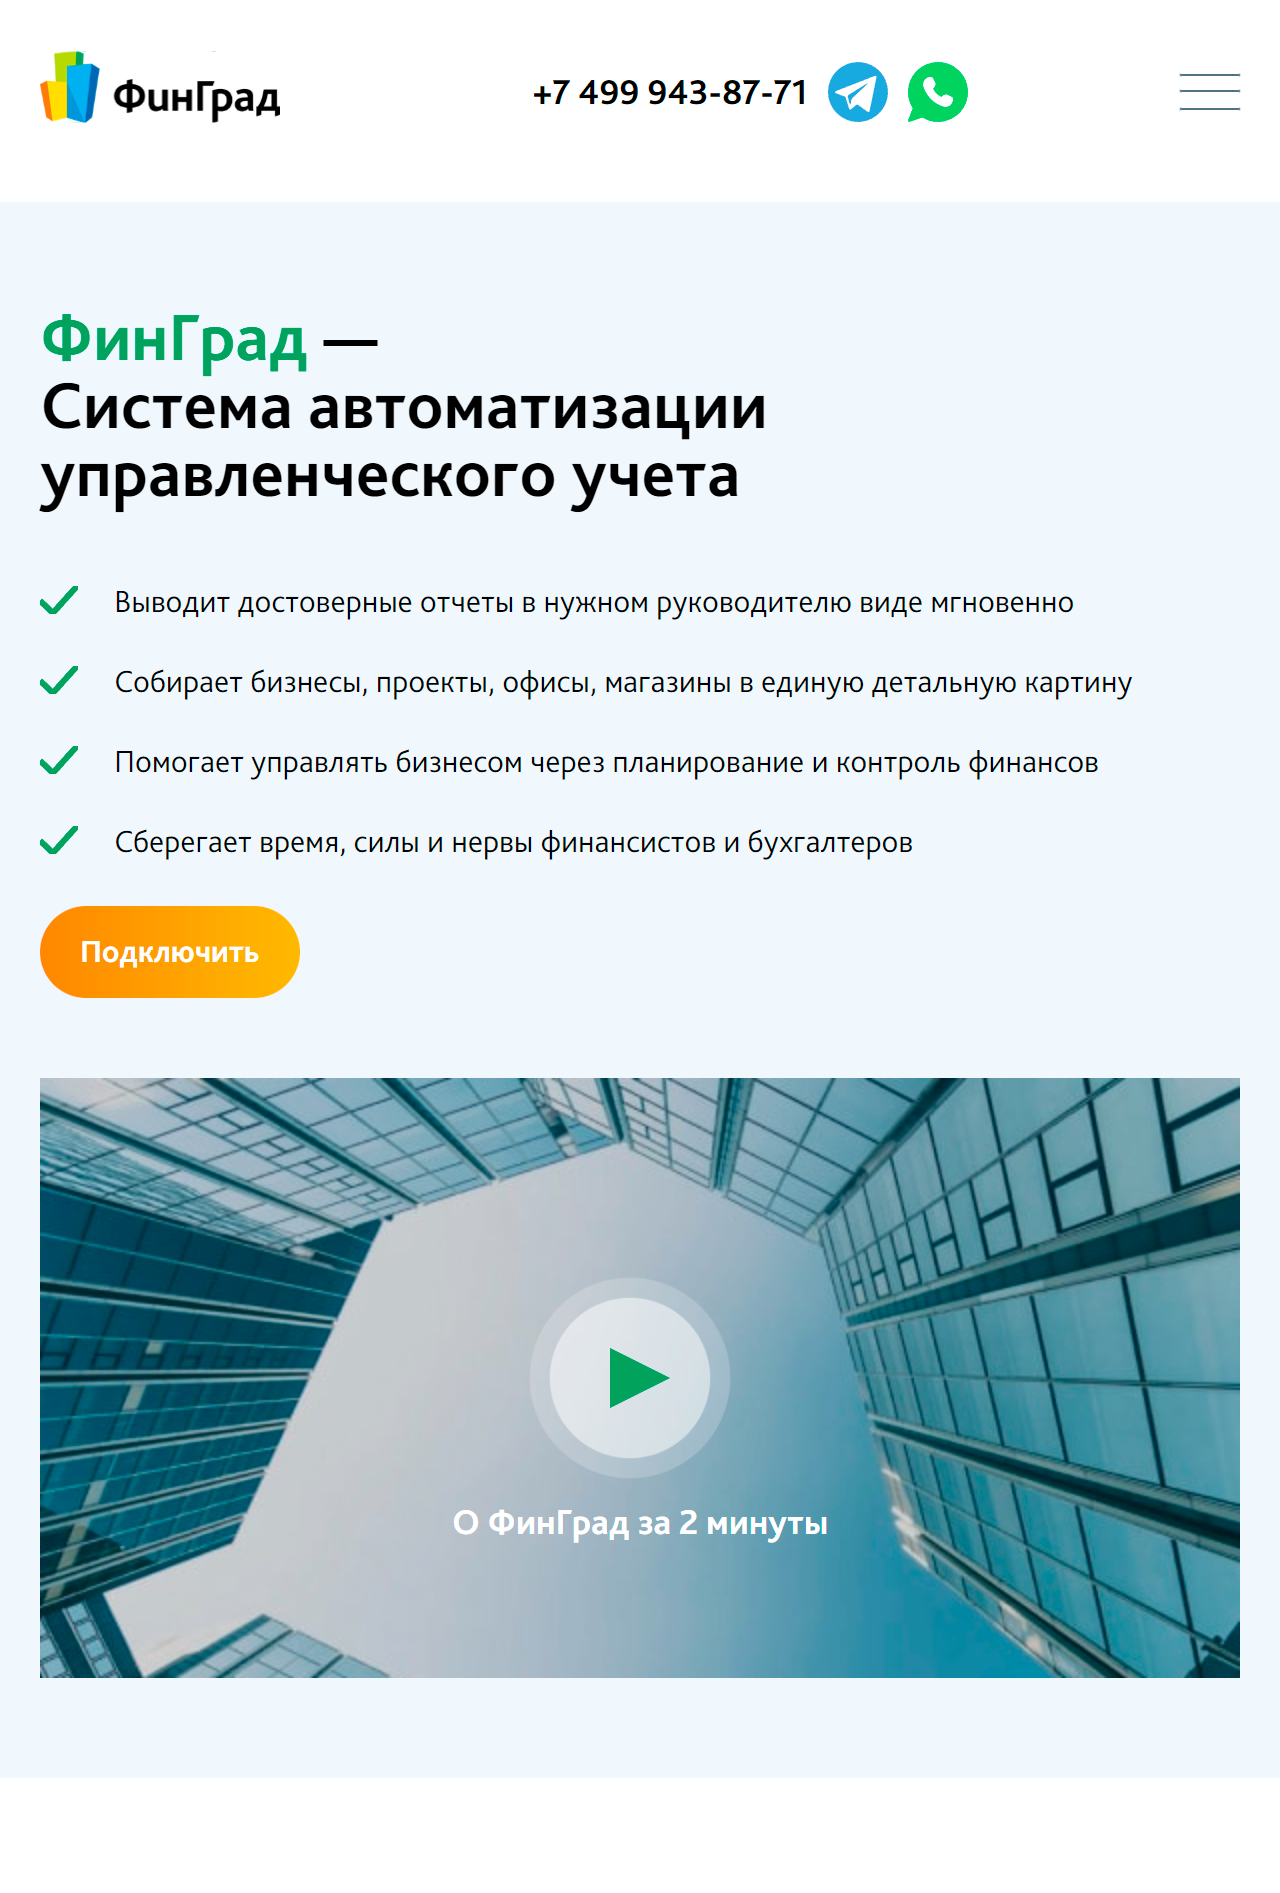 ФинГрад
+7 499 943-87-71
ФинГрад —
Система автоматизации
управленческого учета
Выводит достоверные отчеты в нужном руководителю виде мгновенно
Собирает бизнесы, проекты, офисы, магазины в единую детальную картину
Помогает управлять бизнесом через планирование и контроль финансов
Сберегает время, силы и нервы финансистов и бухгалтеров
Подключить
О ФинГрад за 2 минуты